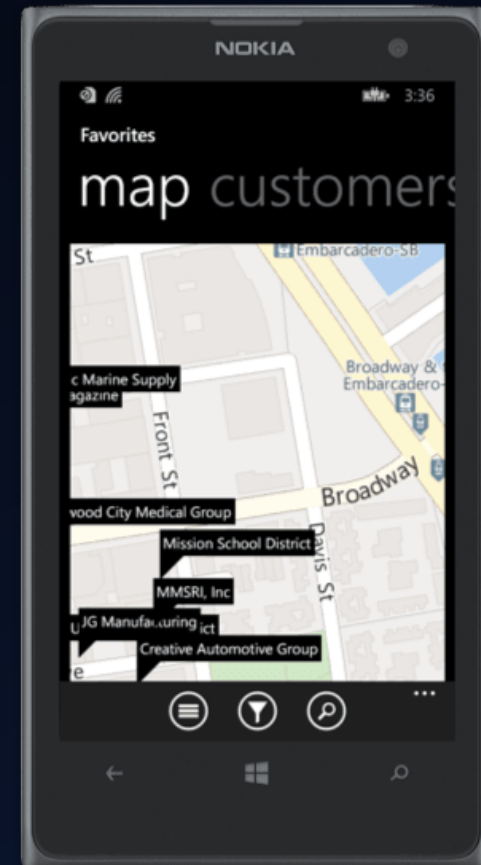 NOKIA
3:36
Favorites
map customers
St
Embarcadero-SB
Broadway &
Embarcadero-
c Marine Supply
agazine
Front St
Broadway
wood City Medical Group
Davis St
Mission School District
MMSRI, Inc
U JG Manufacturing ict
Creative Automotive Group
e